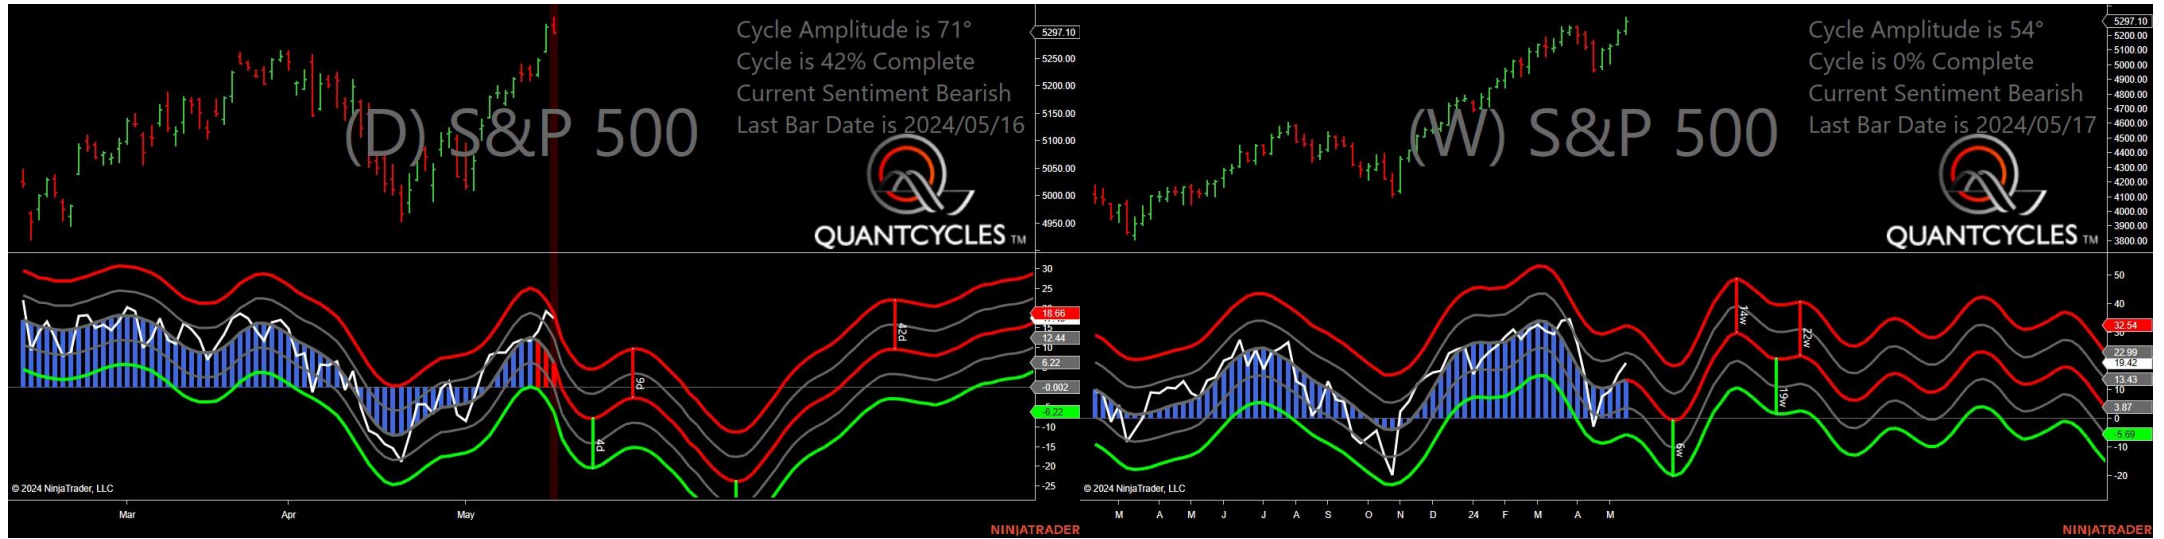 Cycle Amplitude is 71°
Cycle is 42% Complete
Current Sentiment Bearish
Last Bar Date is 2024/05/16
(D) S&P 500
QUANTCYCLES TM
5297.10
5250.00
5200.00
5150.00
5100.00
5050.00
5000.00
4950.00
30
25
18.66
15
12.44
10
6.22
-0.002
-6.22
-10
-15
-20
-25
4d
9d
42d
© 2024 NinjaTrader, LLC
Mar Apr May
NINJATRADER
Cycle Amplitude is 54°
Cycle is 0% Complete
Current Sentiment Bearish
Last Bar Date is 2024/05/17
(W) S&P 500
QUANTCYCLES TM
5297.10
5200.00
5100.00
5000.00
4900.00
4800.00
4700.00
4600.00
4500.00
4400.00
4300.00
4200.00
4100.00
4000.00
3900.00
3800.00
50
40
32.54
22.99
19.42
13.43
10
3.87
0
-5.69
-10
-20
6w
14w
19w
22w
© 2024 NinjaTrader, LLC
M A M J J A S O N D 24 F M A M
NINJATRADER